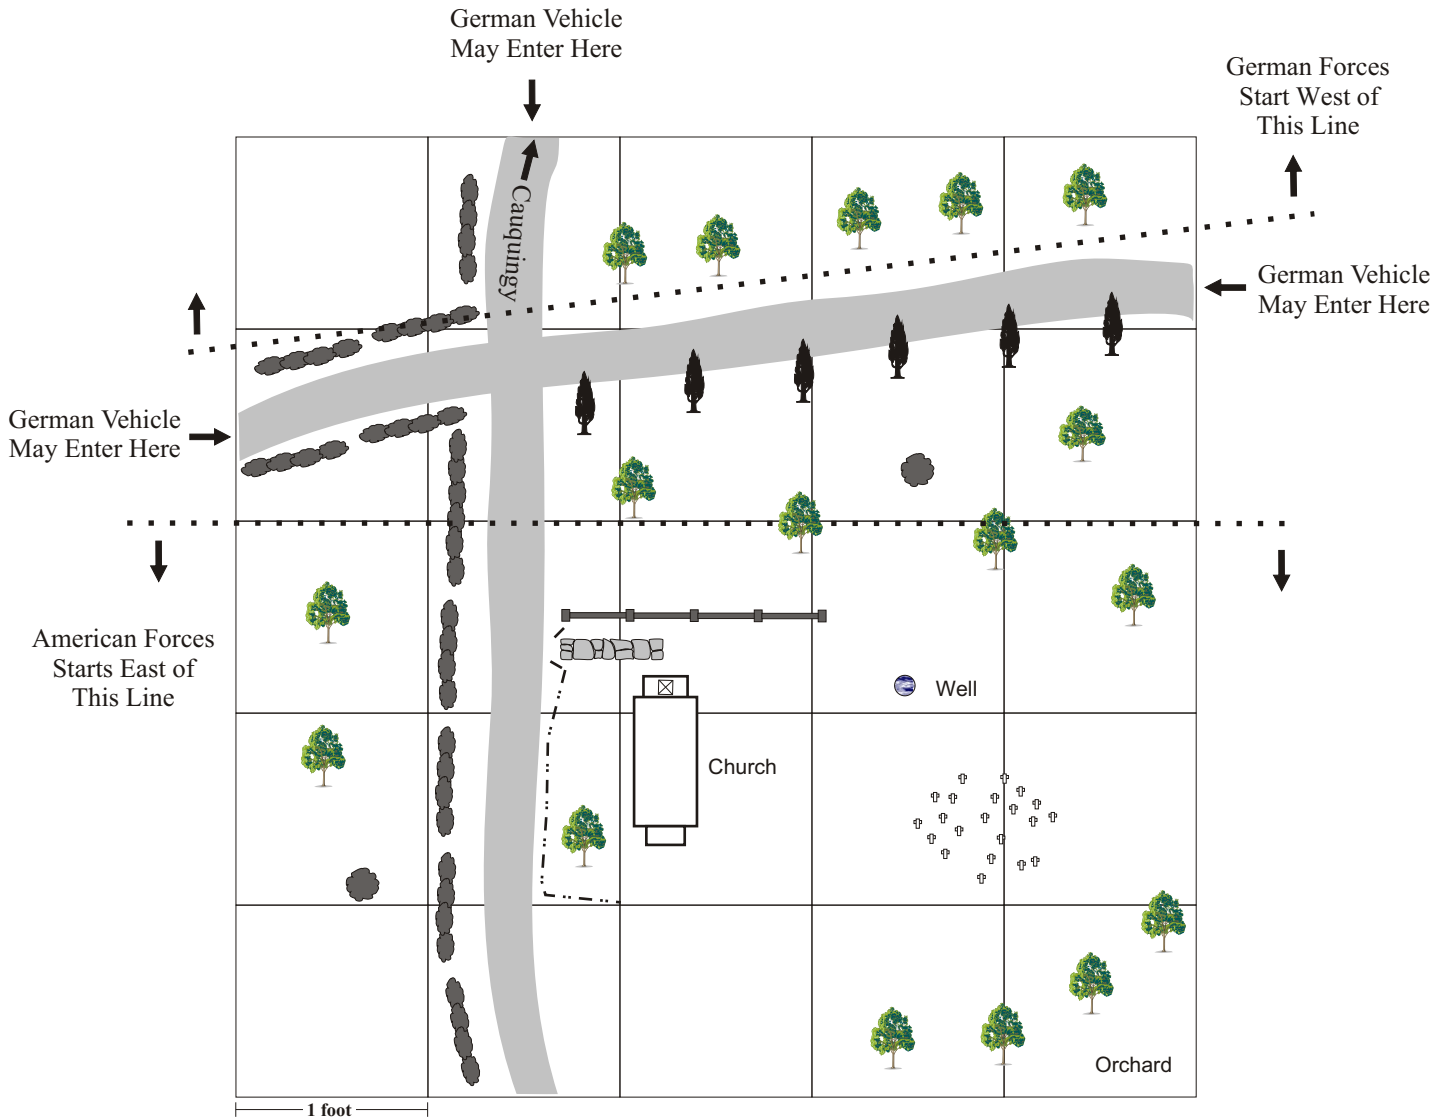 German Vehicle
May Enter Here
German Forces
Start West of
This Line
Cauquingy
German Vehicle
May Enter Here
German Vehicle
May Enter Here
American Forces
Starts East of
This Line
Well
Church
Orchard
1 foot